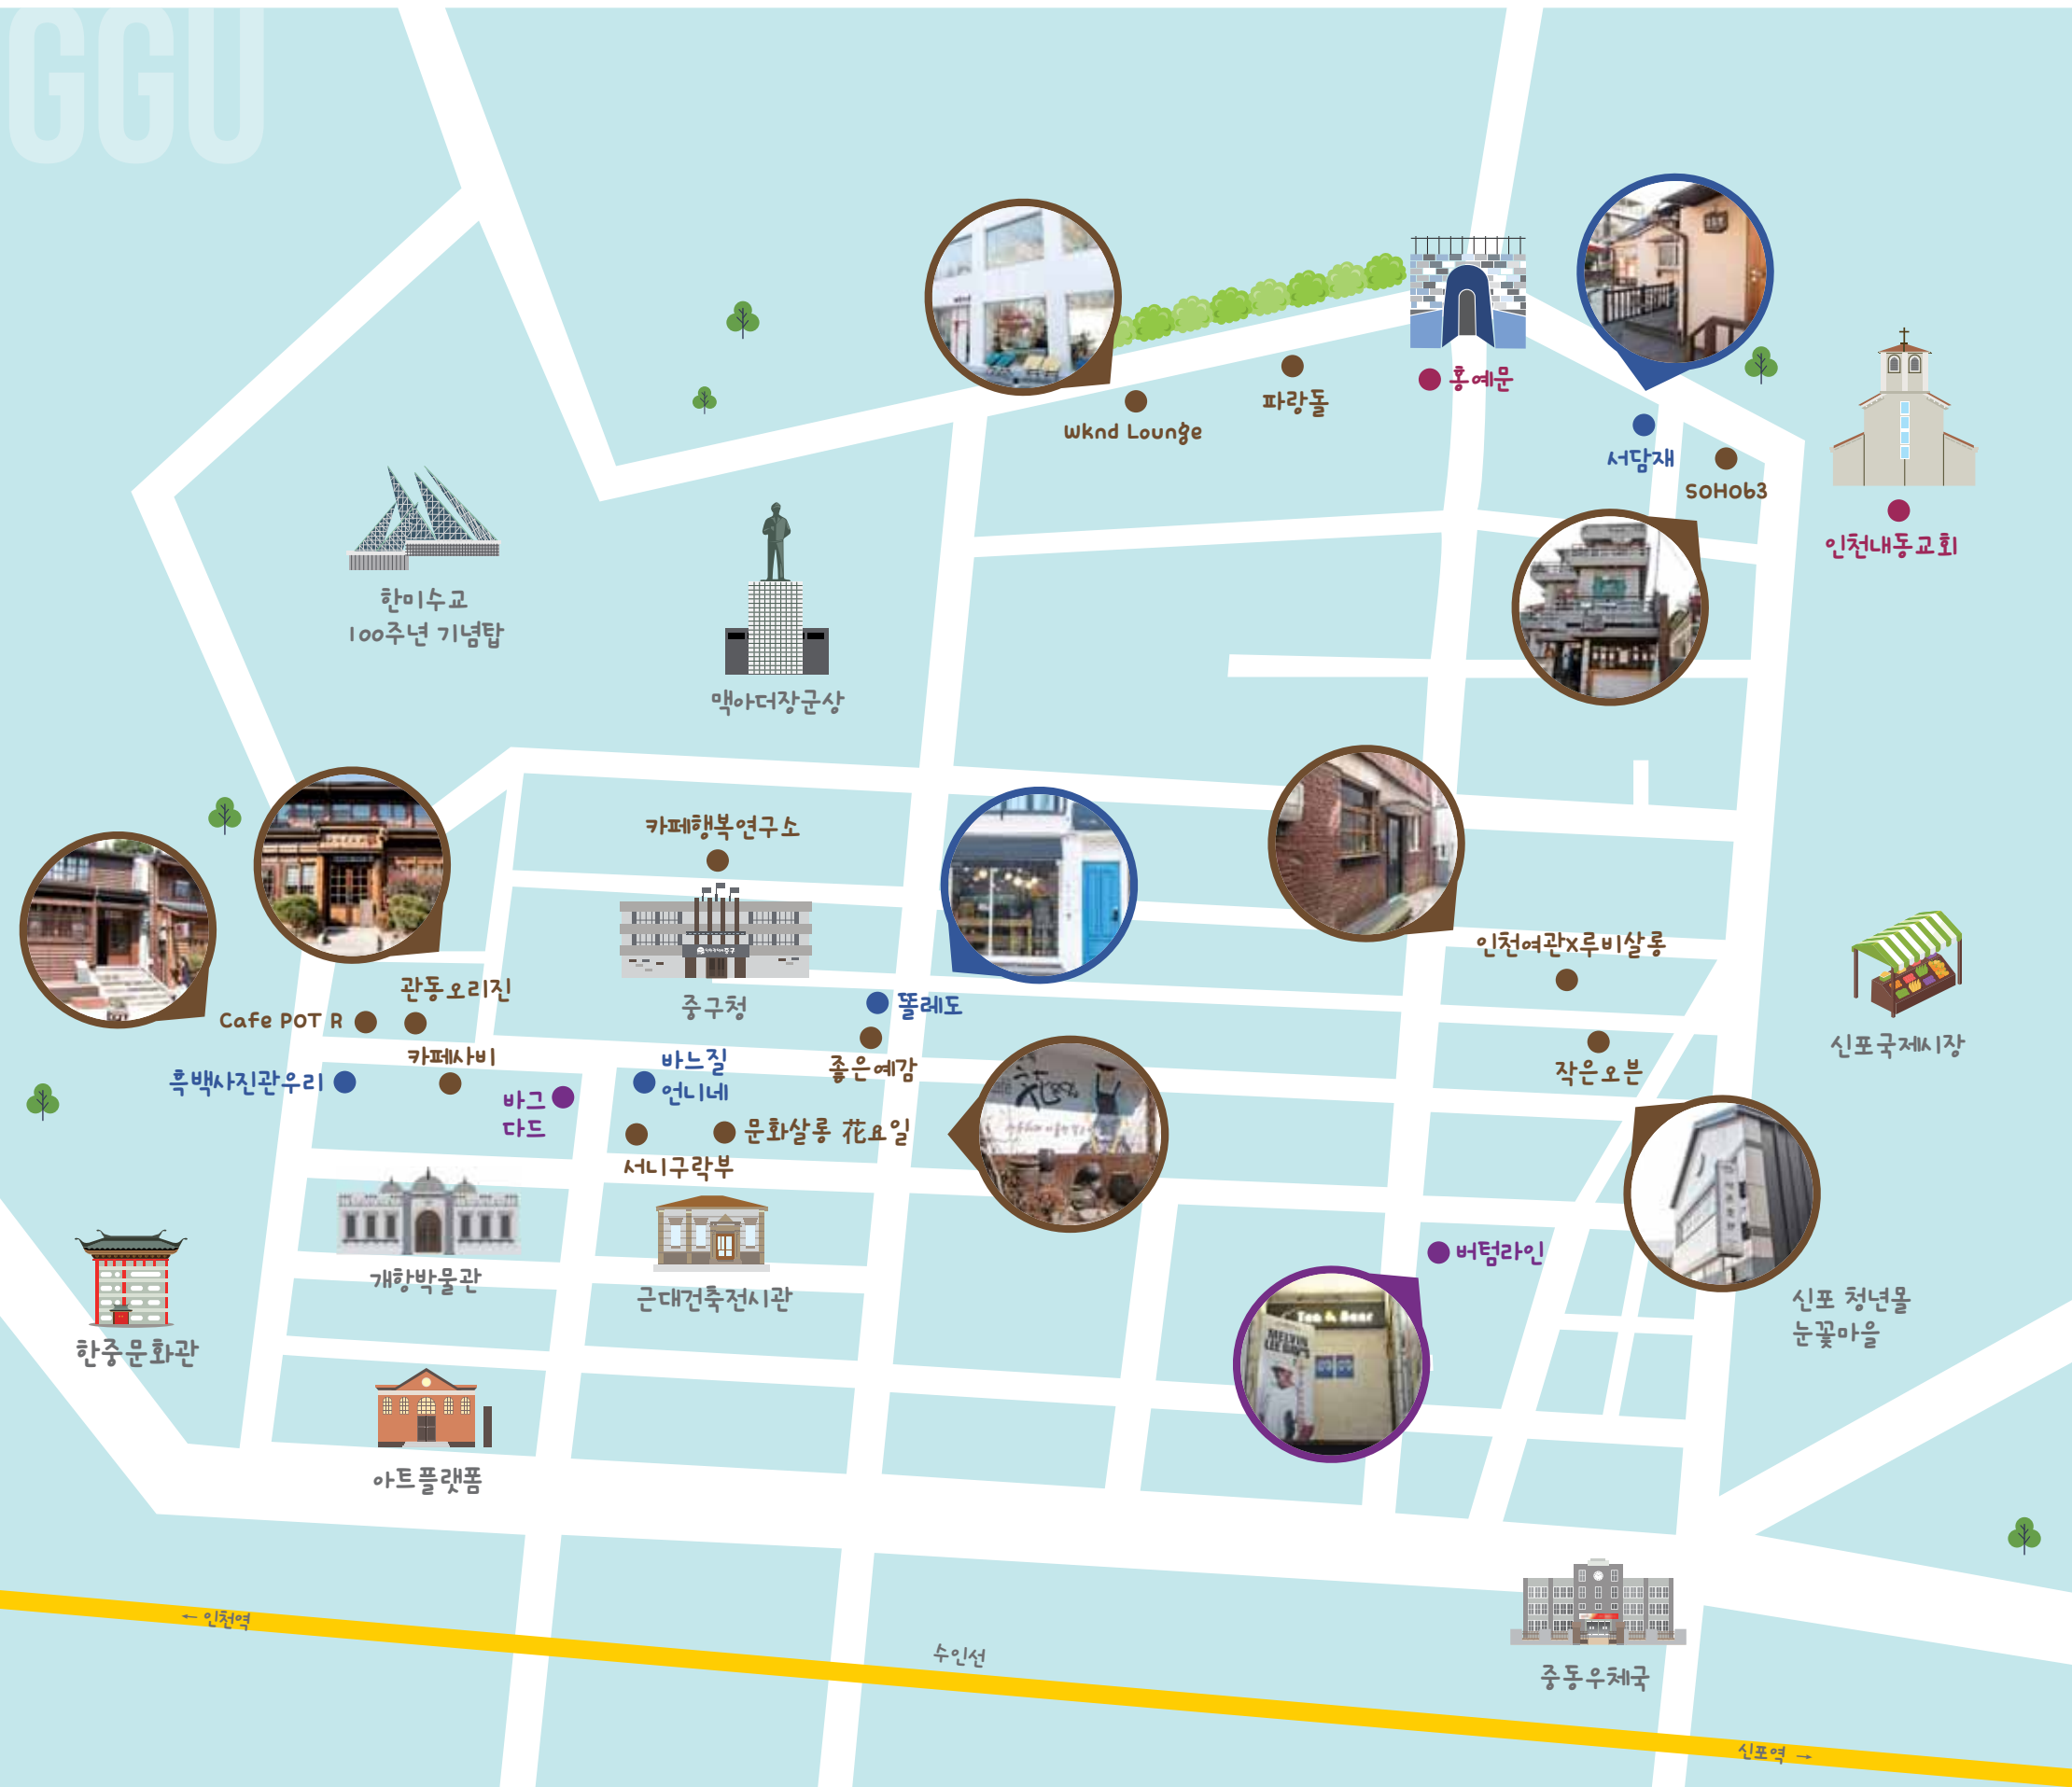 GGU
Wknd Lounge
파랑돌
홍예문
서담재
SOHO63
인천내동교회
한미수교
100주년 기념탑
맥아더장군상
카페행복연구소
중구청
관동오리진
Cafe POT R
카페사비
흑백사진관우리
바그
다드
바느질
언니네
똘레도
좋은예감
문화살롱 花요일
서니구락부
인천여관X루비살롱
작은오븐
신포국제시장
개항박물관
근대건축전시관
버텀라인
Tea & Beer
MELVIN
신포 청년몰
눈꽃마을
한중문화관
아트플랫폼
중동우체국
← 인천역
수인선
신포역 →